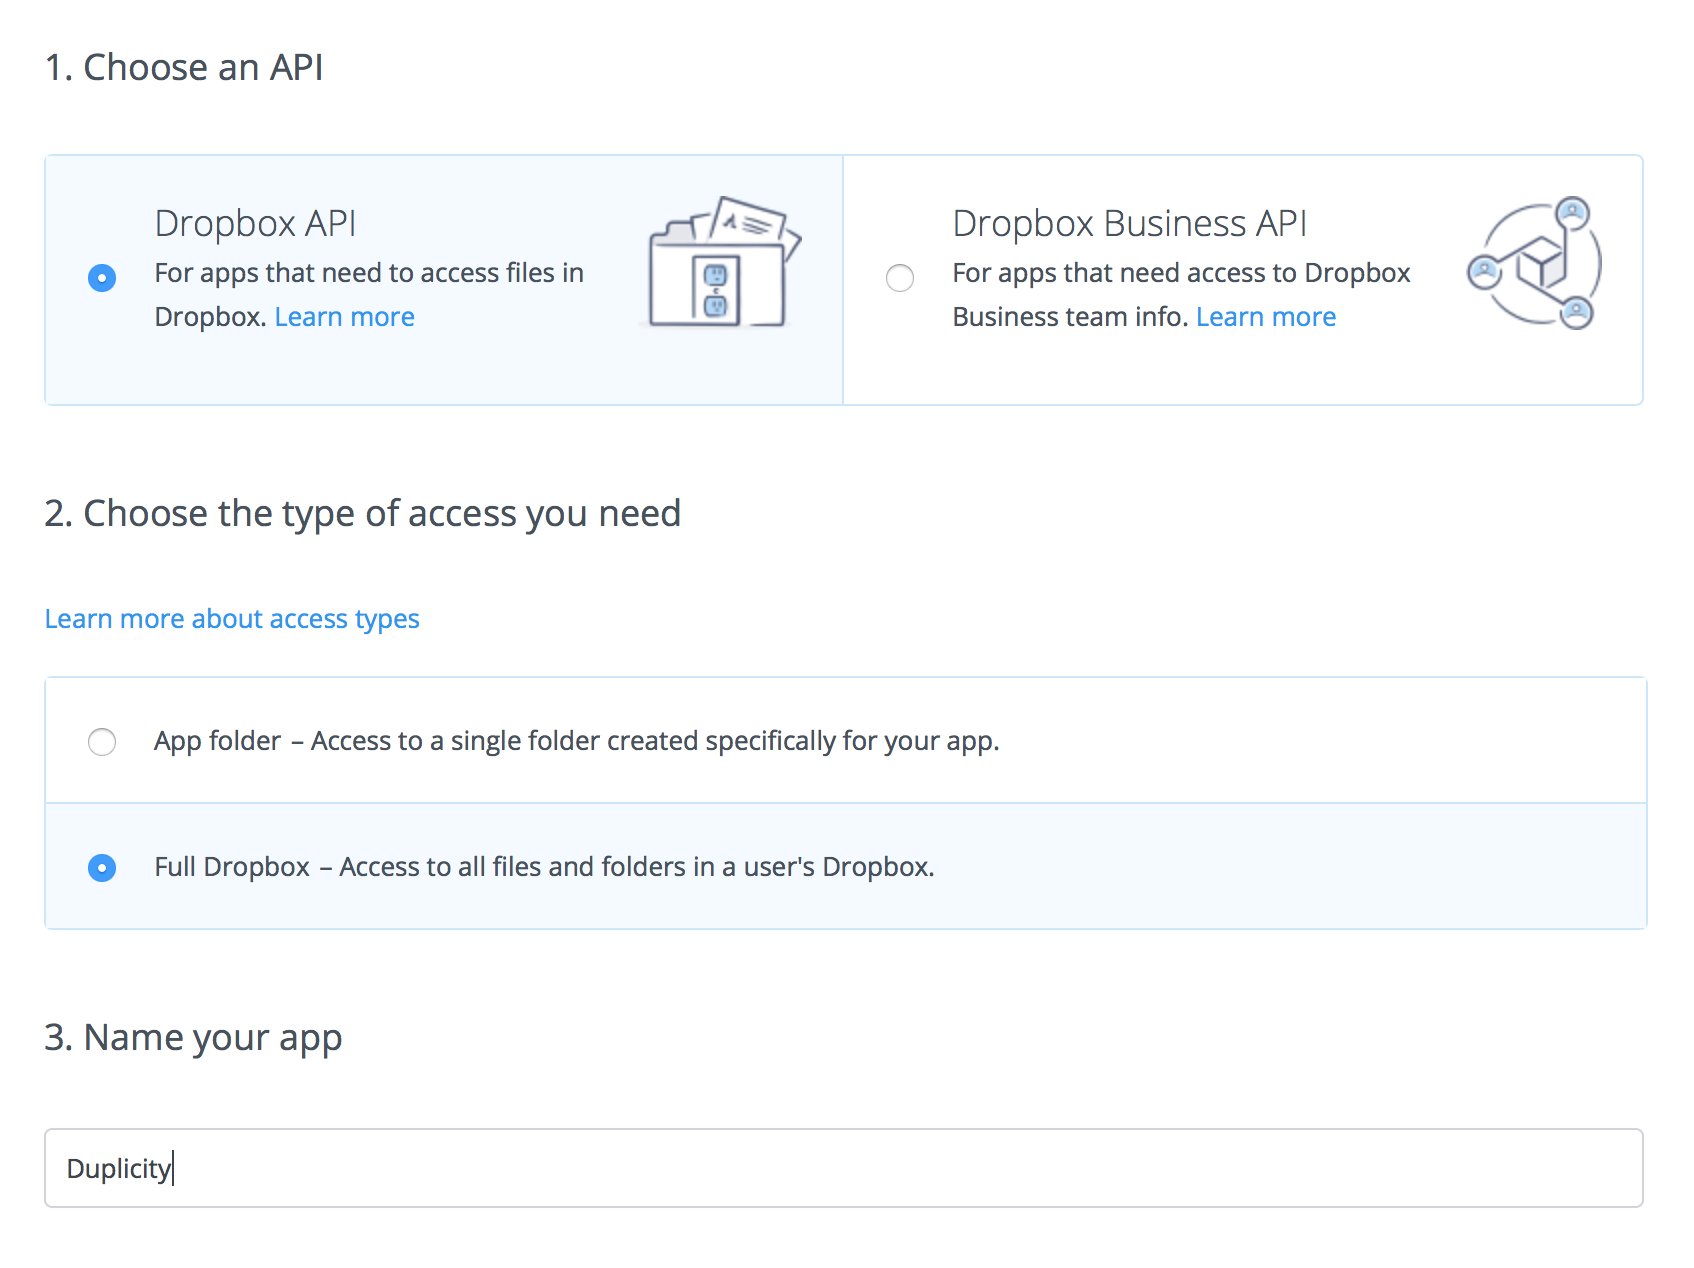 1. Choose an API
Dropbox API
For apps that need to access files in
Dropbox. Learn more
Dropbox Business API
For apps that need access to Dropbox
Business team info. Learn more
2. Choose the type of access you need
Learn more about access types
App folder – Access to a single folder created specifically for your app.
Full Dropbox – Access to all files and folders in a user's Dropbox.
3. Name your app
Duplicity